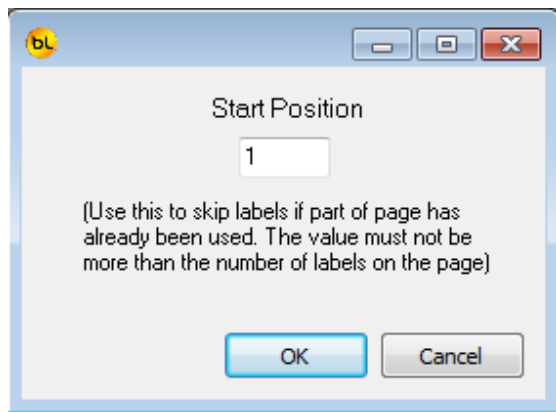 bL
Start Position
1
(Use this to skip labels if part of page has
already been used. The value must not be
more than the number of labels on the page)
OK Cancel